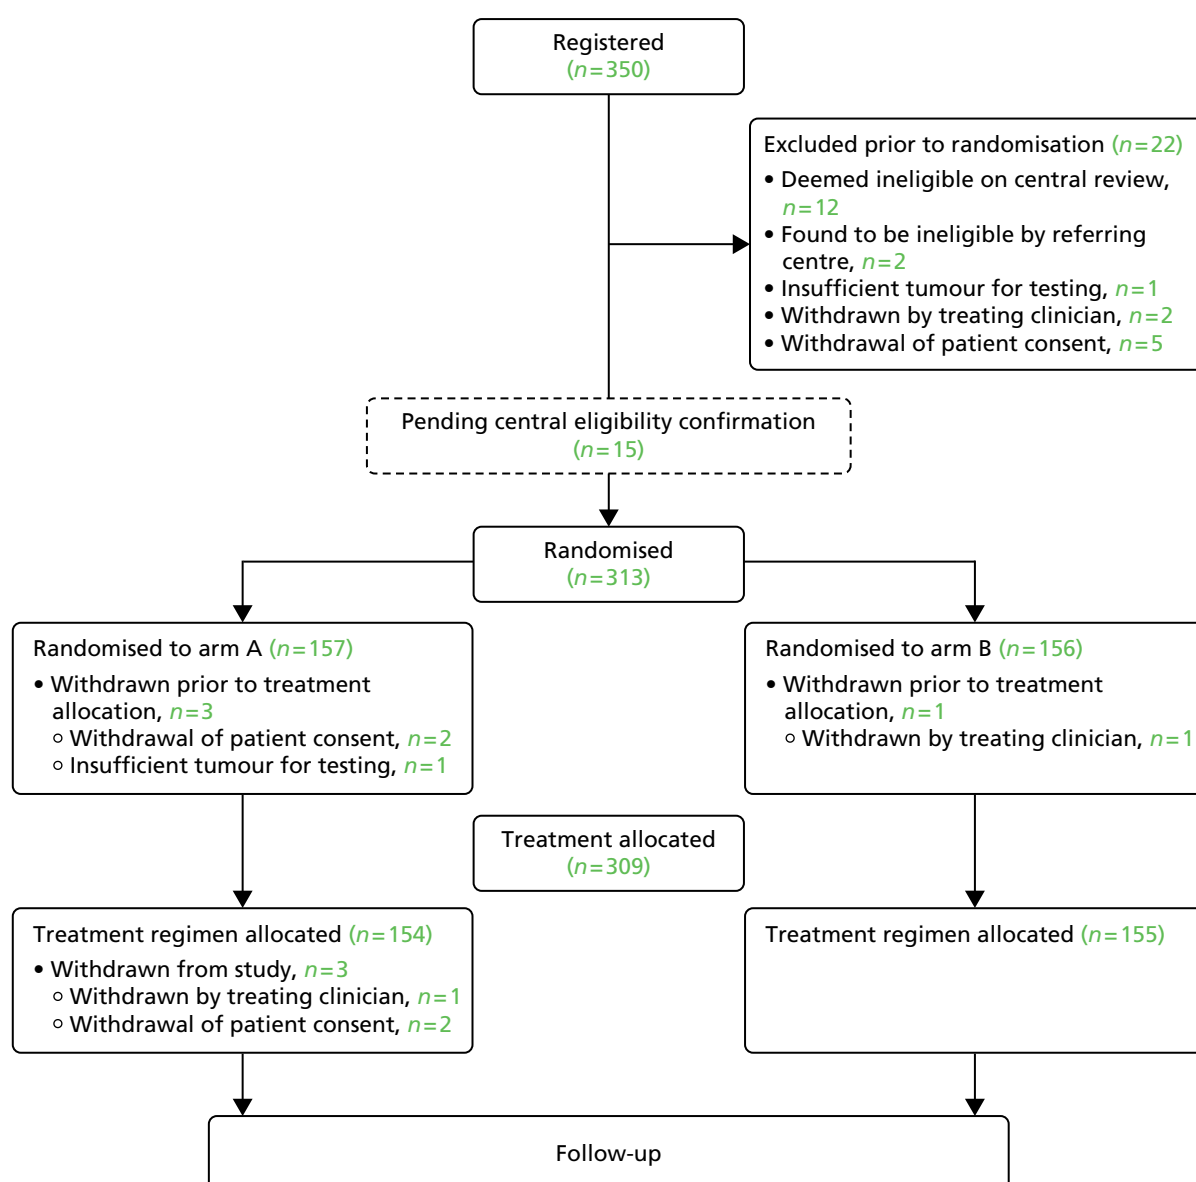 Registered
(n=350)
Excluded prior to randomisation (n=22)
• Deemed ineligible on central review,
n=12
• Found to be ineligible by referring
centre, n=2
• Insufficient tumour for testing, n=1
• Withdrawn by treating clinician, n=2
• Withdrawal of patient consent, n=5
Pending central eligibility confirmation
(n=15)
Randomised
(n=313)
Randomised to arm A (n=157)
• Withdrawn prior to treatment
allocation, n=3
○ Withdrawal of patient consent, n=2
○ Insufficient tumour for testing, n=1
Randomised to arm B (n=156)
• Withdrawn prior to treatment
allocation, n=1
○ Withdrawn by treating clinician, n=1
Treatment allocated
(n=309)
Treatment regimen allocated (n=154)
• Withdrawn from study, n=3
○ Withdrawn by treating clinician, n=1
○ Withdrawal of patient consent, n=2
Treatment regimen allocated (n=155)
Follow-up